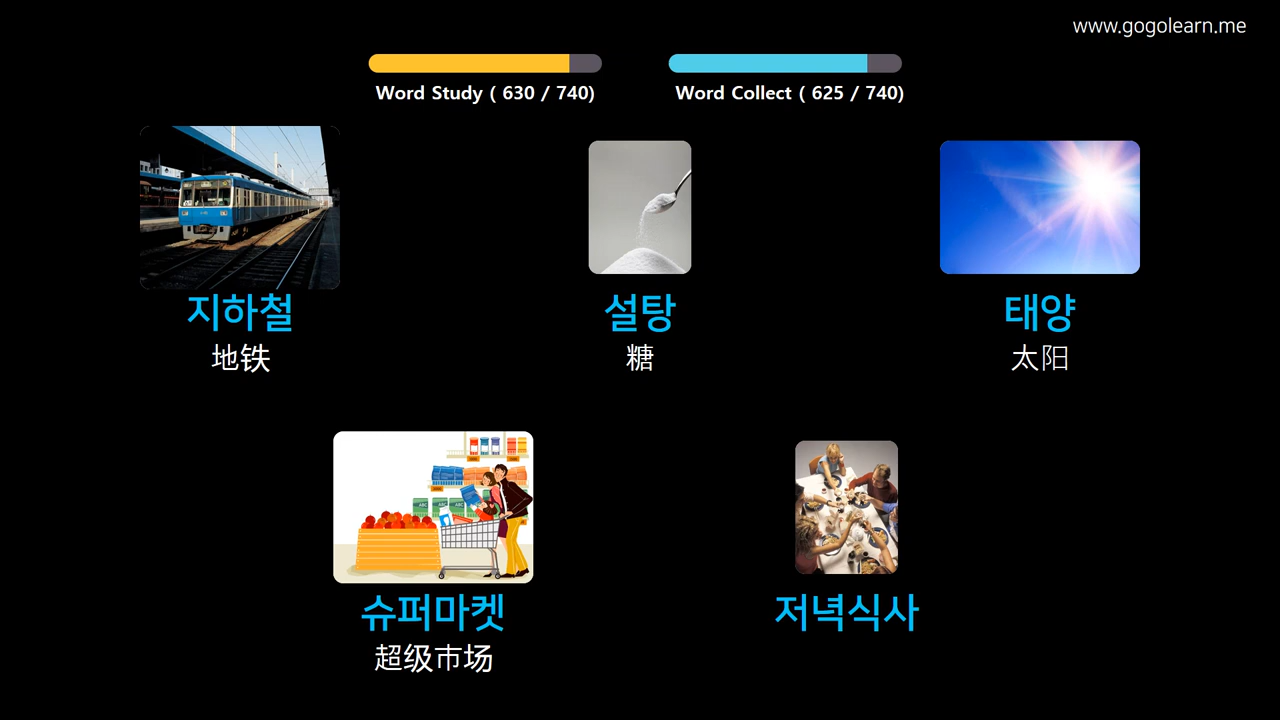 www.gogolearn.me
Word Study ( 630 / 740)
Word Collect ( 625 / 740)
지하철
地铁
설탕
糖
태양
太阳
슈퍼마켓
超级市场
저녁식사